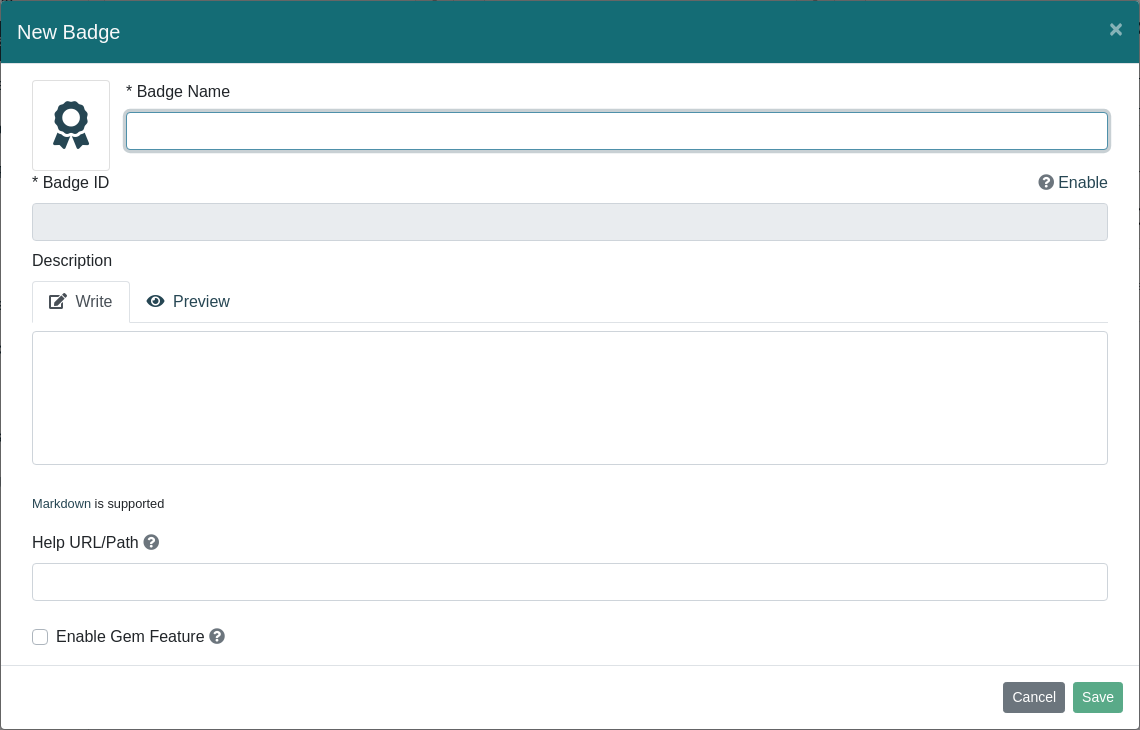 New Badge ×
* Badge Name
* Badge ID Enable
Description
Write Preview
Markdown is supported
Help URL/Path
Enable Gem Feature
Cancel Save